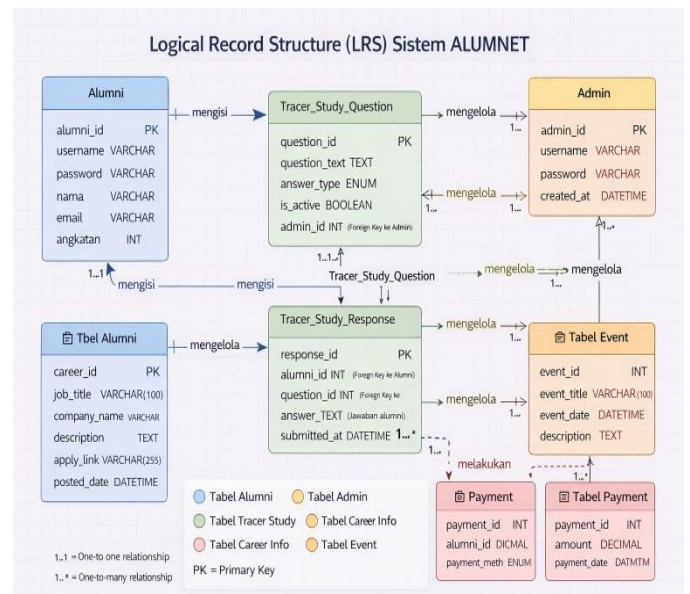 Logical Record Structure (LRS) Sistem ALUMNET
Alumni
alumni_id PK
username VARCHAR
password VARCHAR
nama VARCHAR
email VARCHAR
angkatan INT
mengisi
Tracer_Study_Question
question_id PK
question_text TEXT
answer_type ENUM
is_active BOOLEAN
admin_id INT (Foreign Key ke Admin)
mengelola
1...
mengelola
1...
1...
Admin
admin_id PK
username VARCHAR
password VARCHAR
created_at DATETIME
1...*
1...1
1...1..,
Tracer_Study_Question
mengelola
1...
mengelola
mengisi
mengisi
Tbel Alumni
career_id PK
job_title VARCHAR(100)
company_name VARCHAR
description TEXT
apply_link VARCHAR(255)
posted_date DATETIME
mengelola
Tracer_Study_Response
response_id PK
alumni_id INT (Foregn Key ke Alumni)
question_id INT (Foregn Key ke
answer_TEXT (Jawaban alumni)
submitted_at DATETIME 1...*
mengelola
1...
mengelola
1...
Tabel Event
event_id INT
event_title VARCHAR (100)
event_date DATETIME
description TEXT
1...
melakukan
1...*
Payment
payment_id INT
alumni_id DICMAL
payment_meth ENUM
Tabel Payment
payment_id INT
amount DECIMAL
payment_date DATMTM
Tabel Alumni
Tabel Admin
Tabel Tracer Study
Tabel Career Info
Tabel Career Info
Tabel Event
PK = Primary Key
1..1 = One-to one relationship
1..* = One-to-many relationship